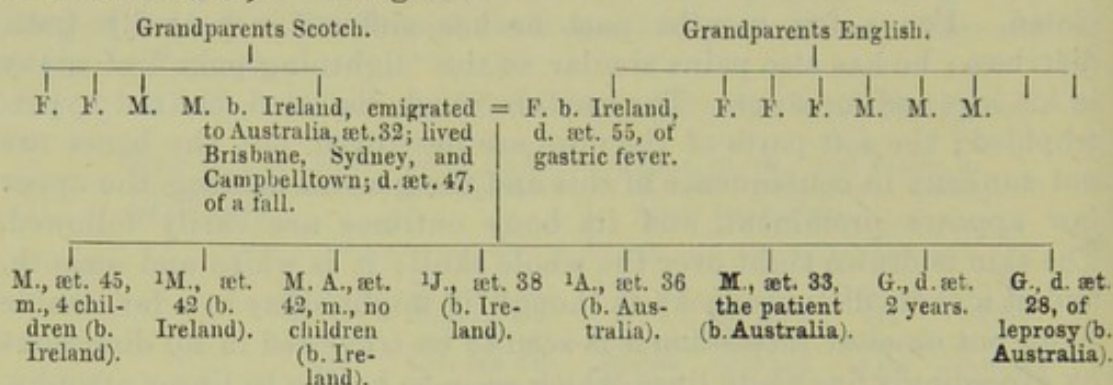 Grandparents Scotch. Grandparents English.
F. F. M. M. b. Ireland, emigrated = F. b. Ireland, F. F. F. M. M. M.
to Australia, æt. 32; lived d. æt. 55, of
Brisbane, Sydney, and gastric fever.
Campbelltown; d. æt. 47,
of a fall.
M., æt. 45, ¹M., æt. M. A., æt. ¹J., æt. 38 ¹A., æt. 36 M., æt. 33, G., d. æt. G., d. æt.
m., 4 chil- 42 (b. 42, m., no (b. Ire- (b. Aus- the patient 2 years. 28, of
dren (b. Ireland). children land). tralia). (b. Australia). leprosy (b.
Ireland). (b. Ire- Australia).
land).